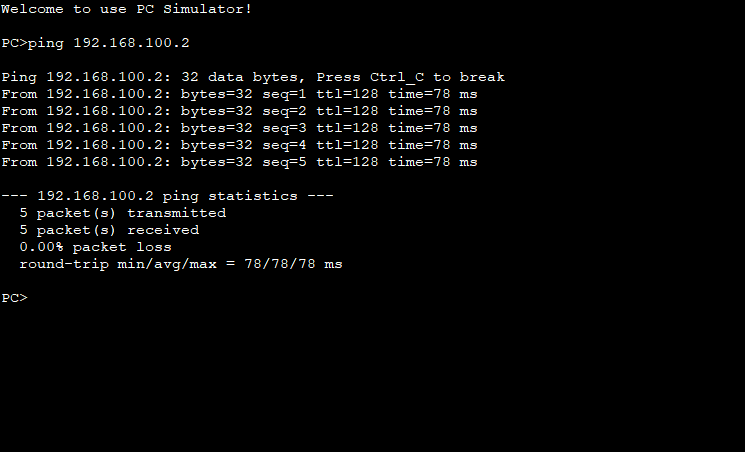 Welcome to use PC Simulator!
PC>ping 192.168.100.2
Ping 192.168.100.2: 32 data bytes, Press Ctrl_C to break
From 192.168.100.2: bytes=32 seq=1 ttl=128 time=78 ms
From 192.168.100.2: bytes=32 seq=2 ttl=128 time=78 ms
From 192.168.100.2: bytes=32 seq=3 ttl=128 time=78 ms
From 192.168.100.2: bytes=32 seq=4 ttl=128 time=78 ms
From 192.168.100.2: bytes=32 seq=5 ttl=128 time=78 ms
--- 192.168.100.2 ping statistics ---
5 packet(s) transmitted
5 packet(s) received
0.00% packet loss
round-trip min/avg/max = 78/78/78 ms
PC>